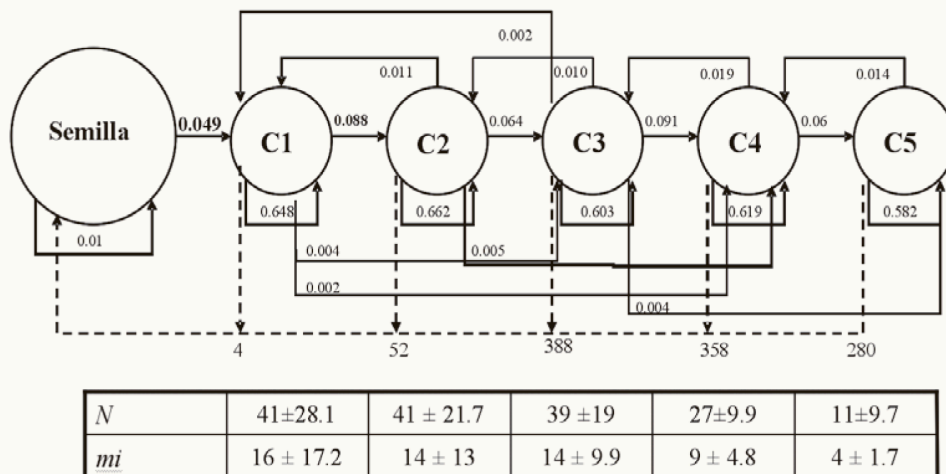 0.002
0.011 0.010 0.019 0.014
Semilla 0.049 C1 0.088 C2 0.064 C3 0.091 C4 0.06 C5
0.648 0.662 0.603 0.619 0.582
0.01 0.004 0.005
0.002 0.004
4 52 388 358 280
N 41±28.1 41 ± 21.7 39 ±19 27±9.9 11±9.7
mi 16 ± 17.2 14 ± 13 14 ± 9.9 9 ± 4.8 4 ± 1.7